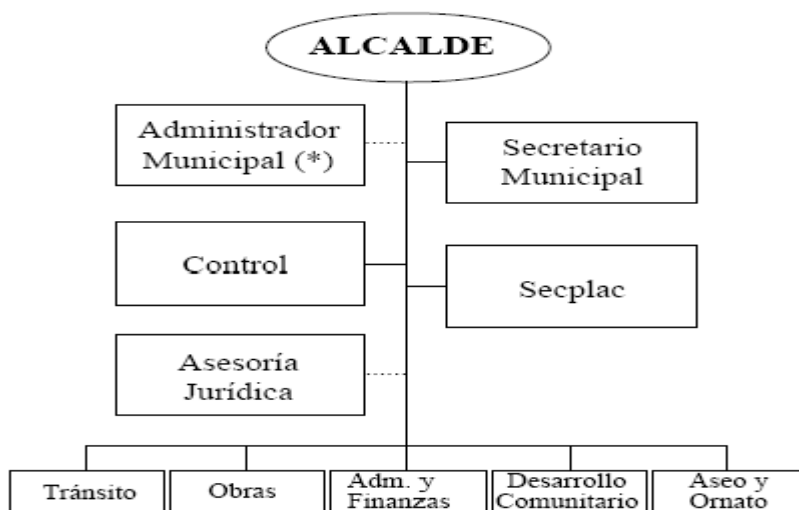 ALCALDE
Administrador
Municipal (*)
Secretario
Municipal
Control
Secplac
Asesoría
Jurídica
Tránsito
Obras
Adm. y
Finanzas
Desarrollo
Comunitario
Aseo y
Ornato